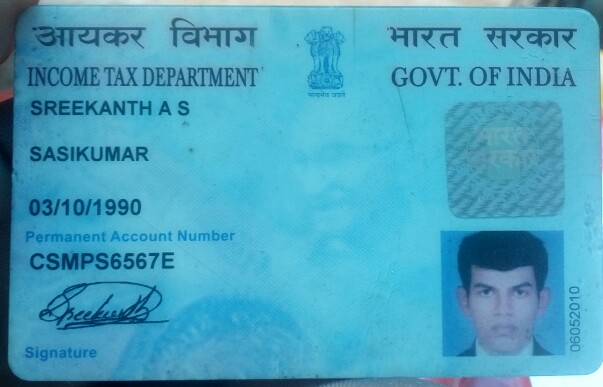 आयकर विभाग
भारत सरकार
INCOME TAX DEPARTMENT
GOVT. OF INDIA
सत्यमेव जयते
SREEKANTH A S
SASIKUMAR
भारत सरकार
03/10/1990
Permanent Account Number
CSMPS6567E
Sreekanth
Signature
06052010